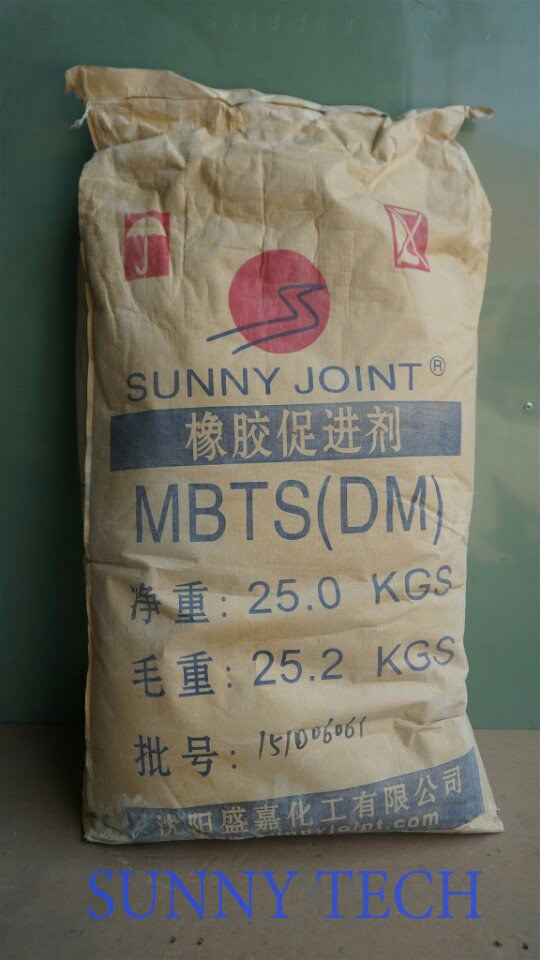 SUNNY JOINT®
橡胶促进剂
MBTS(DM)
净重: 25.0 KGS
毛重: 25.2 KGS
批号:
沈阳盛嘉化工有限公司
SUNNY TECH